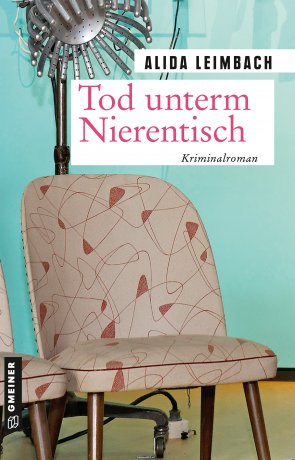 ALIDA LEIMBACH
Tod unterm
Nierentisch
Kriminalroman
GMEINER